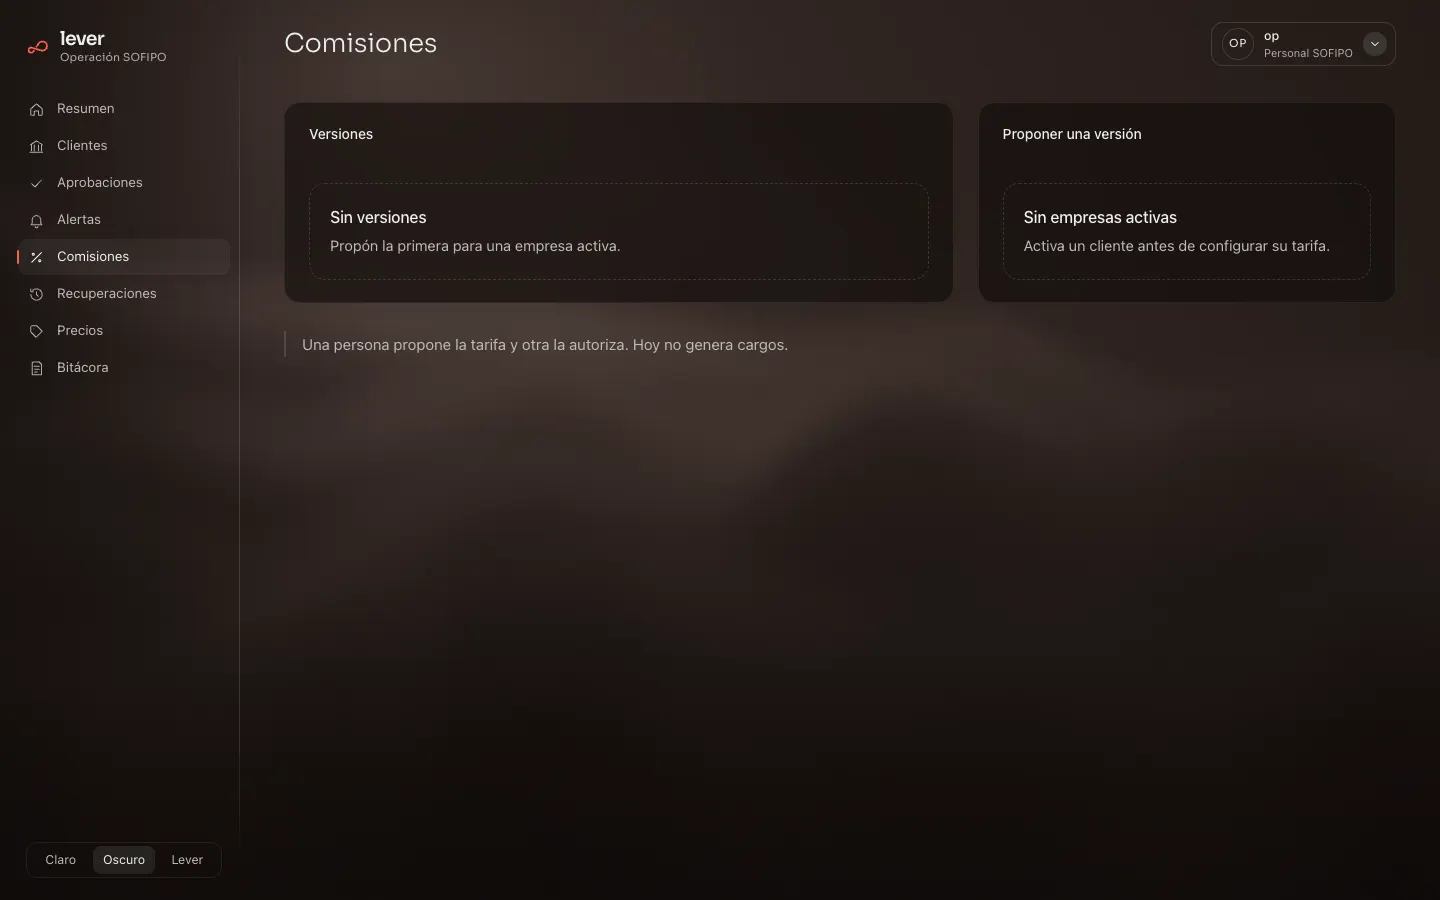 lever
Operación SOFIPO
Resumen
Clientes
Aprobaciones
Alertas
Comisiones
Recuperaciones
Precios
Bitácora
Claro
Oscuro
Lever
Comisiones
OP
op
Personal SOFIPO
Versiones
Sin versiones
Propón la primera para una empresa activa.
Proponer una versión
Sin empresas activas
Activa un cliente antes de configurar su tarifa.
Una persona propone la tarifa y otra la autoriza. Hoy no genera cargos.